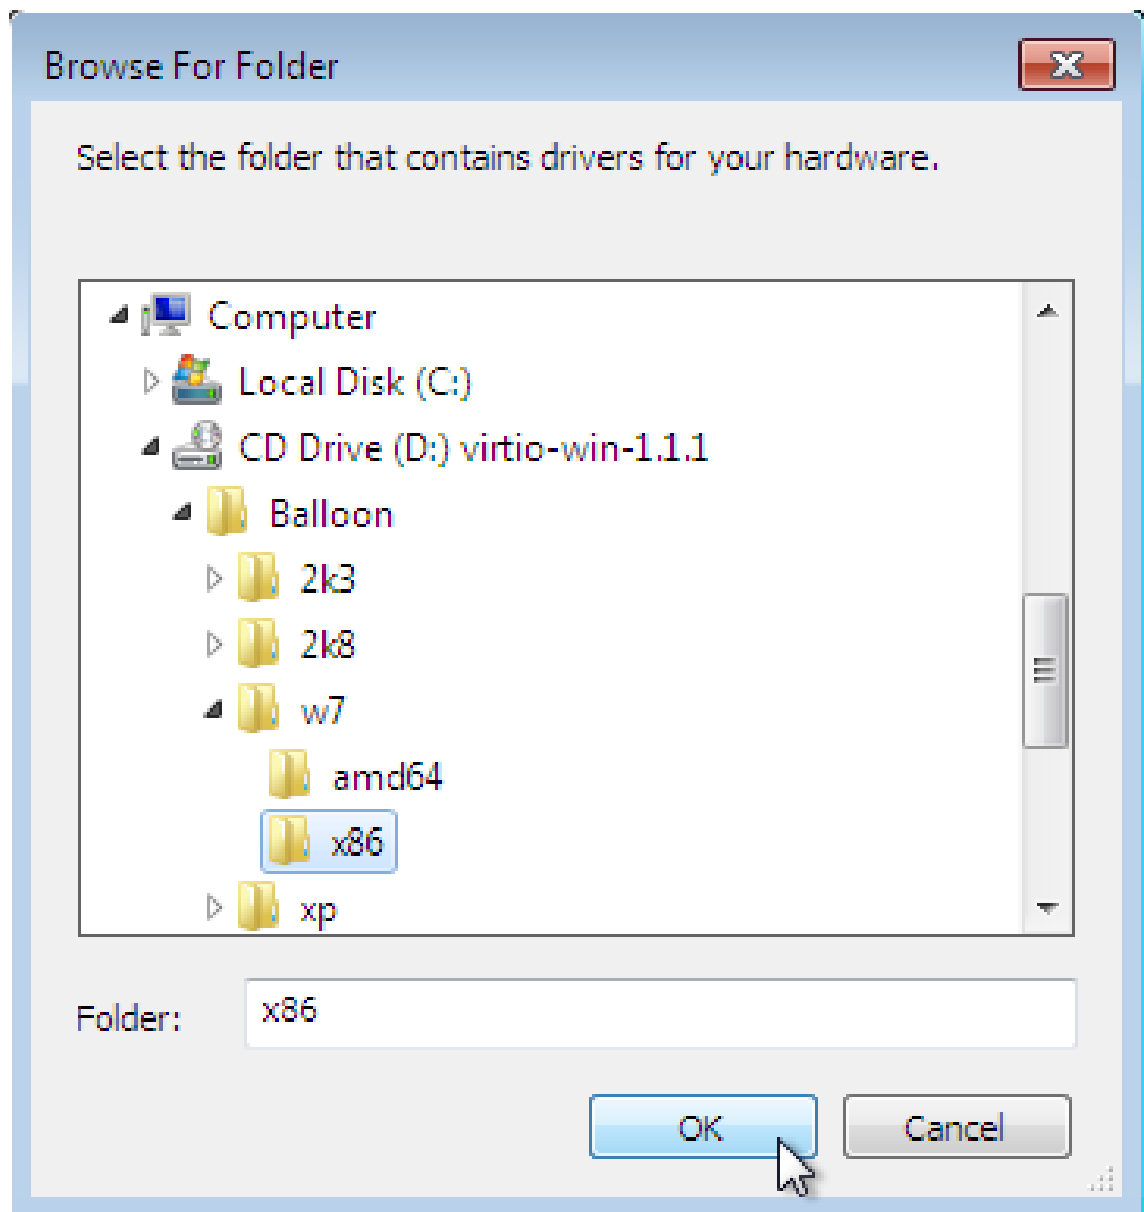 Browse For Folder
Select the folder that contains drivers for your hardware.
Computer
Local Disk (C:)
CD Drive (D:) virtio-win-1.1.1
Balloon
2k3
2k8
w7
amd64
x86
xp
Folder: x86
OK Cancel